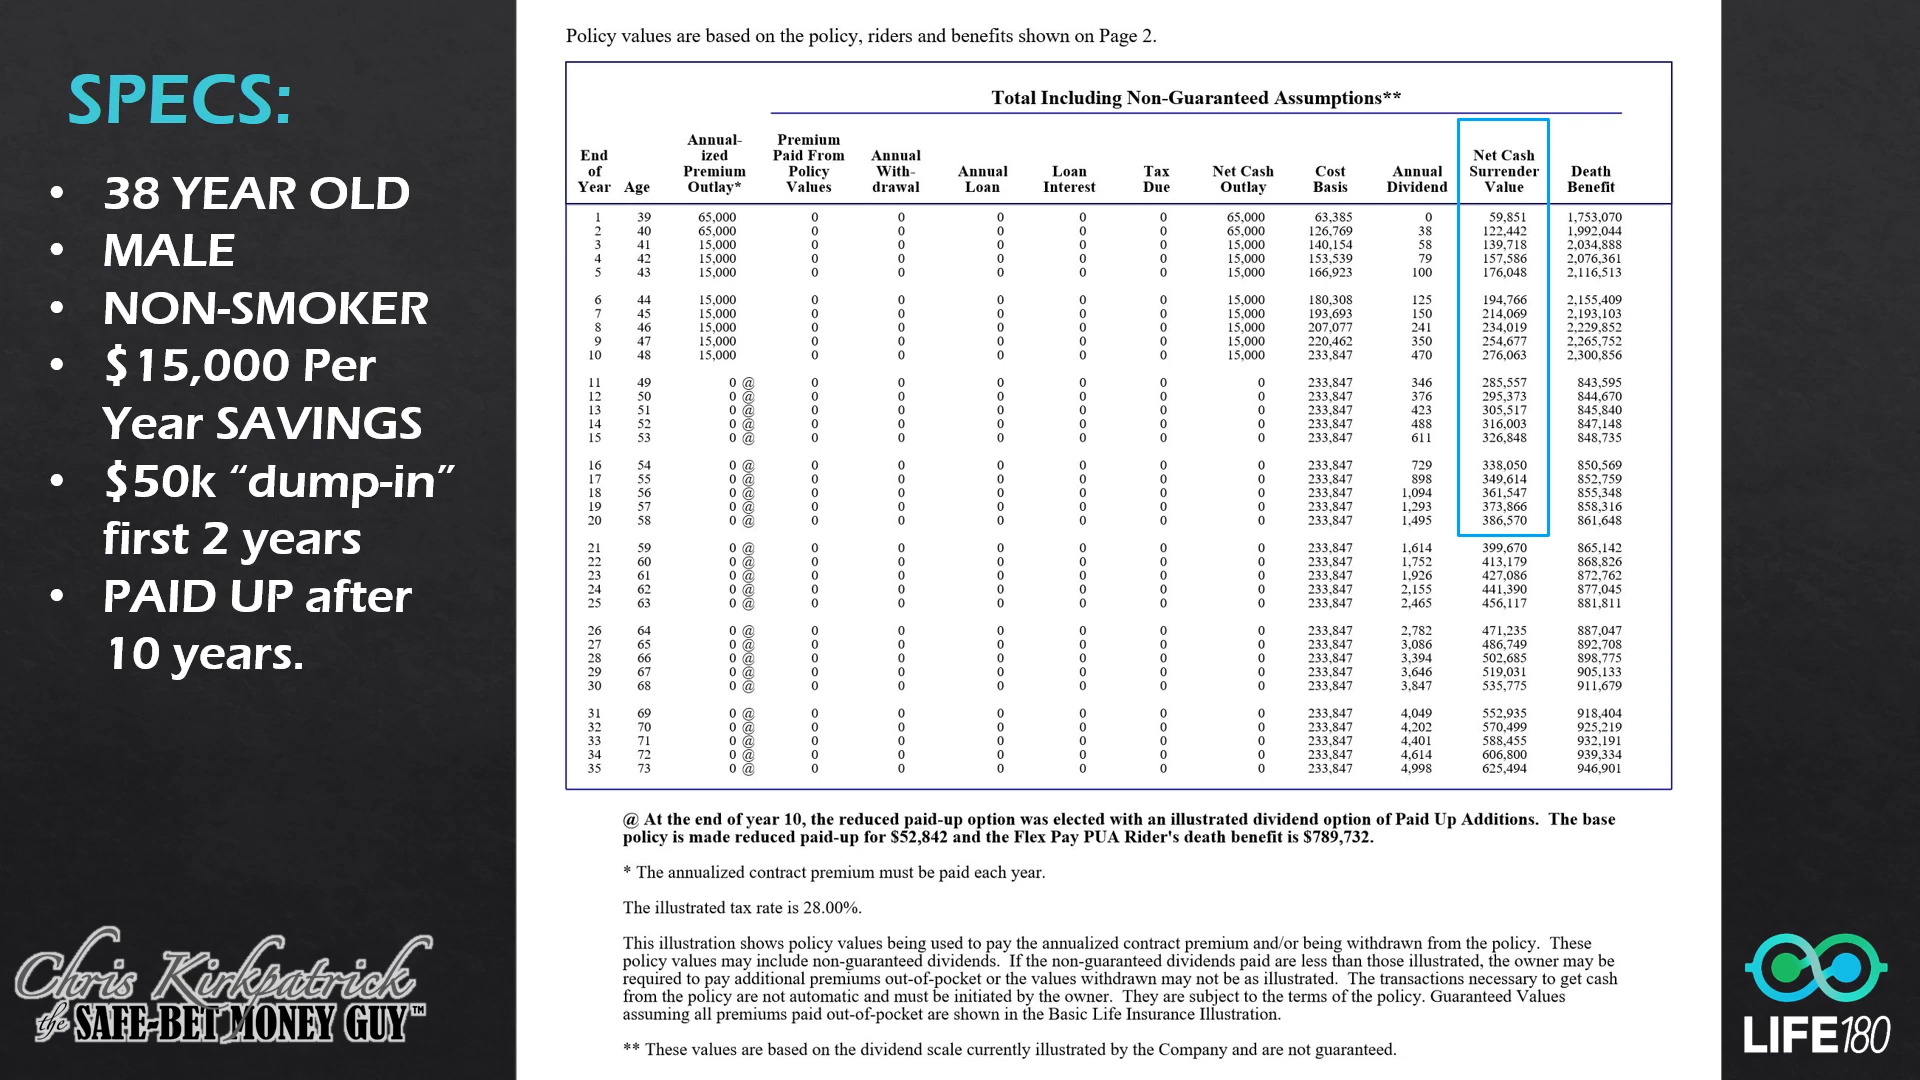 SPECS:
• 38 YEAR OLD
• MALE
• NON-SMOKER
• $15,000 Per
Year SAVINGS
• $50k “dump-in”
first 2 years
• PAID UP after
10 years.
Chris Kirkpatrick
the SAFE-BET MONEY GUY™
Policy values are based on the policy, riders and benefits shown on Page 2.
Total Including Non-Guaranteed Assumptions**
Annual- Premium
End ized Paid From Annual Net Cash
of Premium Policy With- Annual Loan Tax Net Cash Cost Annual Surrender Death
Year Age Outlay* Values drawal Loan Interest Due Outlay Basis Dividend Value Benefit
1 39 65,000 0 0 0 0 0 65,000 63,385 0 59,851 1,753,070
2 40 65,000 0 0 0 0 0 65,000 126,769 38 122,442 1,992,044
3 41 15,000 0 0 0 0 0 15,000 140,154 58 139,718 2,034,888
4 42 15,000 0 0 0 0 0 15,000 153,539 79 157,586 2,076,361
5 43 15,000 0 0 0 0 0 15,000 166,923 100 176,048 2,116,513
6 44 15,000 0 0 0 0 0 15,000 180,308 125 194,766 2,155,409
7 45 15,000 0 0 0 0 0 15,000 193,693 150 214,069 2,193,103
8 46 15,000 0 0 0 0 0 15,000 207,077 241 234,019 2,229,852
9 47 15,000 0 0 0 0 0 15,000 220,462 350 254,677 2,265,752
10 48 15,000 0 0 0 0 0 15,000 233,847 470 276,063 2,300,856
11 49 0 @ 0 0 0 0 0 0 233,847 346 285,557 843,595
12 50 0 @ 0 0 0 0 0 0 233,847 376 295,373 844,670
13 51 0 @ 0 0 0 0 0 0 233,847 423 305,517 845,840
14 52 0 @ 0 0 0 0 0 0 233,847 488 316,003 847,148
15 53 0 @ 0 0 0 0 0 0 233,847 611 326,848 848,735
16 54 0 @ 0 0 0 0 0 0 233,847 729 338,050 850,569
17 55 0 @ 0 0 0 0 0 0 233,847 898 349,614 852,759
18 56 0 @ 0 0 0 0 0 0 233,847 1,094 361,547 855,348
19 57 0 @ 0 0 0 0 0 0 233,847 1,293 373,866 858,316
20 58 0 @ 0 0 0 0 0 0 233,847 1,495 386,570 861,648
21 59 0 @ 0 0 0 0 0 0 233,847 1,614 399,670 865,142
22 60 0 @ 0 0 0 0 0 0 233,847 1,752 413,179 868,826
23 61 0 @ 0 0 0 0 0 0 233,847 1,926 427,086 872,762
24 62 0 @ 0 0 0 0 0 0 233,847 2,155 441,390 877,045
25 63 0 @ 0 0 0 0 0 0 233,847 2,465 456,117 881,811
26 64 0 @ 0 0 0 0 0 0 233,847 2,782 471,235 887,047
27 65 0 @ 0 0 0 0 0 0 233,847 3,086 486,749 892,708
28 66 0 @ 0 0 0 0 0 0 233,847 3,394 502,685 898,775
29 67 0 @ 0 0 0 0 0 0 233,847 3,646 519,031 905,133
30 68 0 @ 0 0 0 0 0 0 233,847 3,847 535,775 911,679
31 69 0 @ 0 0 0 0 0 0 233,847 4,049 552,935 918,404
32 70 0 @ 0 0 0 0 0 0 233,847 4,202 570,499 925,219
33 71 0 @ 0 0 0 0 0 0 233,847 4,401 588,455 932,191
34 72 0 @ 0 0 0 0 0 0 233,847 4,614 606,800 939,334
35 73 0 @ 0 0 0 0 0 0 233,847 4,998 625,494 946,901
@ At the end of year 10, the reduced paid-up option was elected with an illustrated dividend option of Paid Up Additions. The base
policy is made reduced paid-up for $52,842 and the Flex Pay PUA Rider's death benefit is $789,732.
* The annualized contract premium must be paid each year.
The illustrated tax rate is 28.00%.
This illustration shows policy values being used to pay the annualized contract premium and/or being withdrawn from the policy. These
policy values may include non-guaranteed dividends. If the non-guaranteed dividends paid are less than those illustrated, the owner may be
required to pay additional premiums out-of-pocket or the values withdrawn may not be as illustrated. The transactions necessary to get cash
from the policy are not automatic and must be initiated by the owner. They are subject to the terms of the policy. Guaranteed Values
assuming all premiums paid out-of-pocket are shown in the Basic Life Insurance Illustration.
** These values are based on the dividend scale currently illustrated by the Company and are not guaranteed.
LIFE180